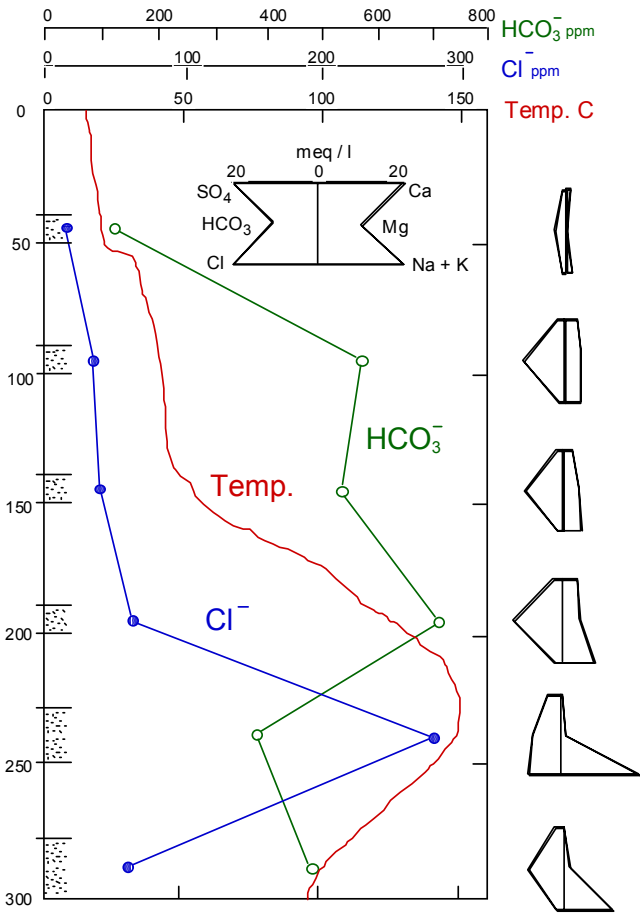 0 200 400 600 800
HCO3⁻ ppm
0 100 200 300
Cl⁻ ppm
0 50 100 150
Temp. C
0
50
100
150
200
250
300
meq / l
20 0 20
SO4 Ca
HCO3 Mg
Cl Na + K
HCO3⁻
Temp.
Cl⁻